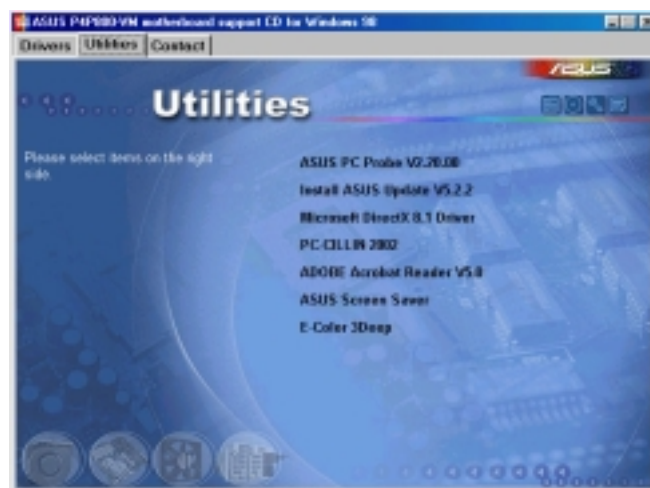 ASUS P4P800-VM motherboard support CD for Windows 98
Drivers Utilities Contact
/SUS
Utilities
Please select items on the right
side.
ASUS PC Probe V2.20.00
Install ASUS Update V5.2.2
Microsoft DirectX 8.1 Driver
PC-CILLIN 2002
ADOBE Acrobat Reader V5.0
ASUS Screen Saver
E-Color 3Deep